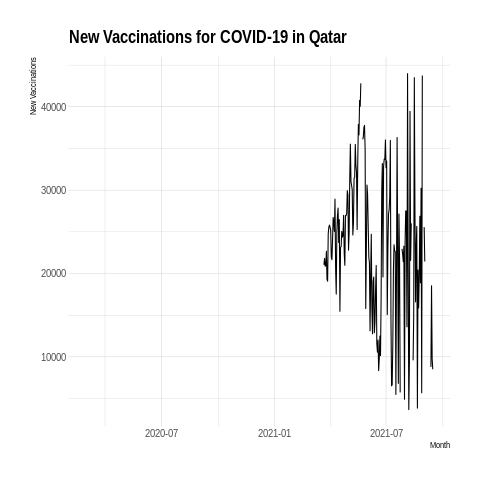 New Vaccinations for COVID-19 in Qatar
New Vaccinations
40000
30000
20000
10000
2020-07
2021-01
2021-07
Month